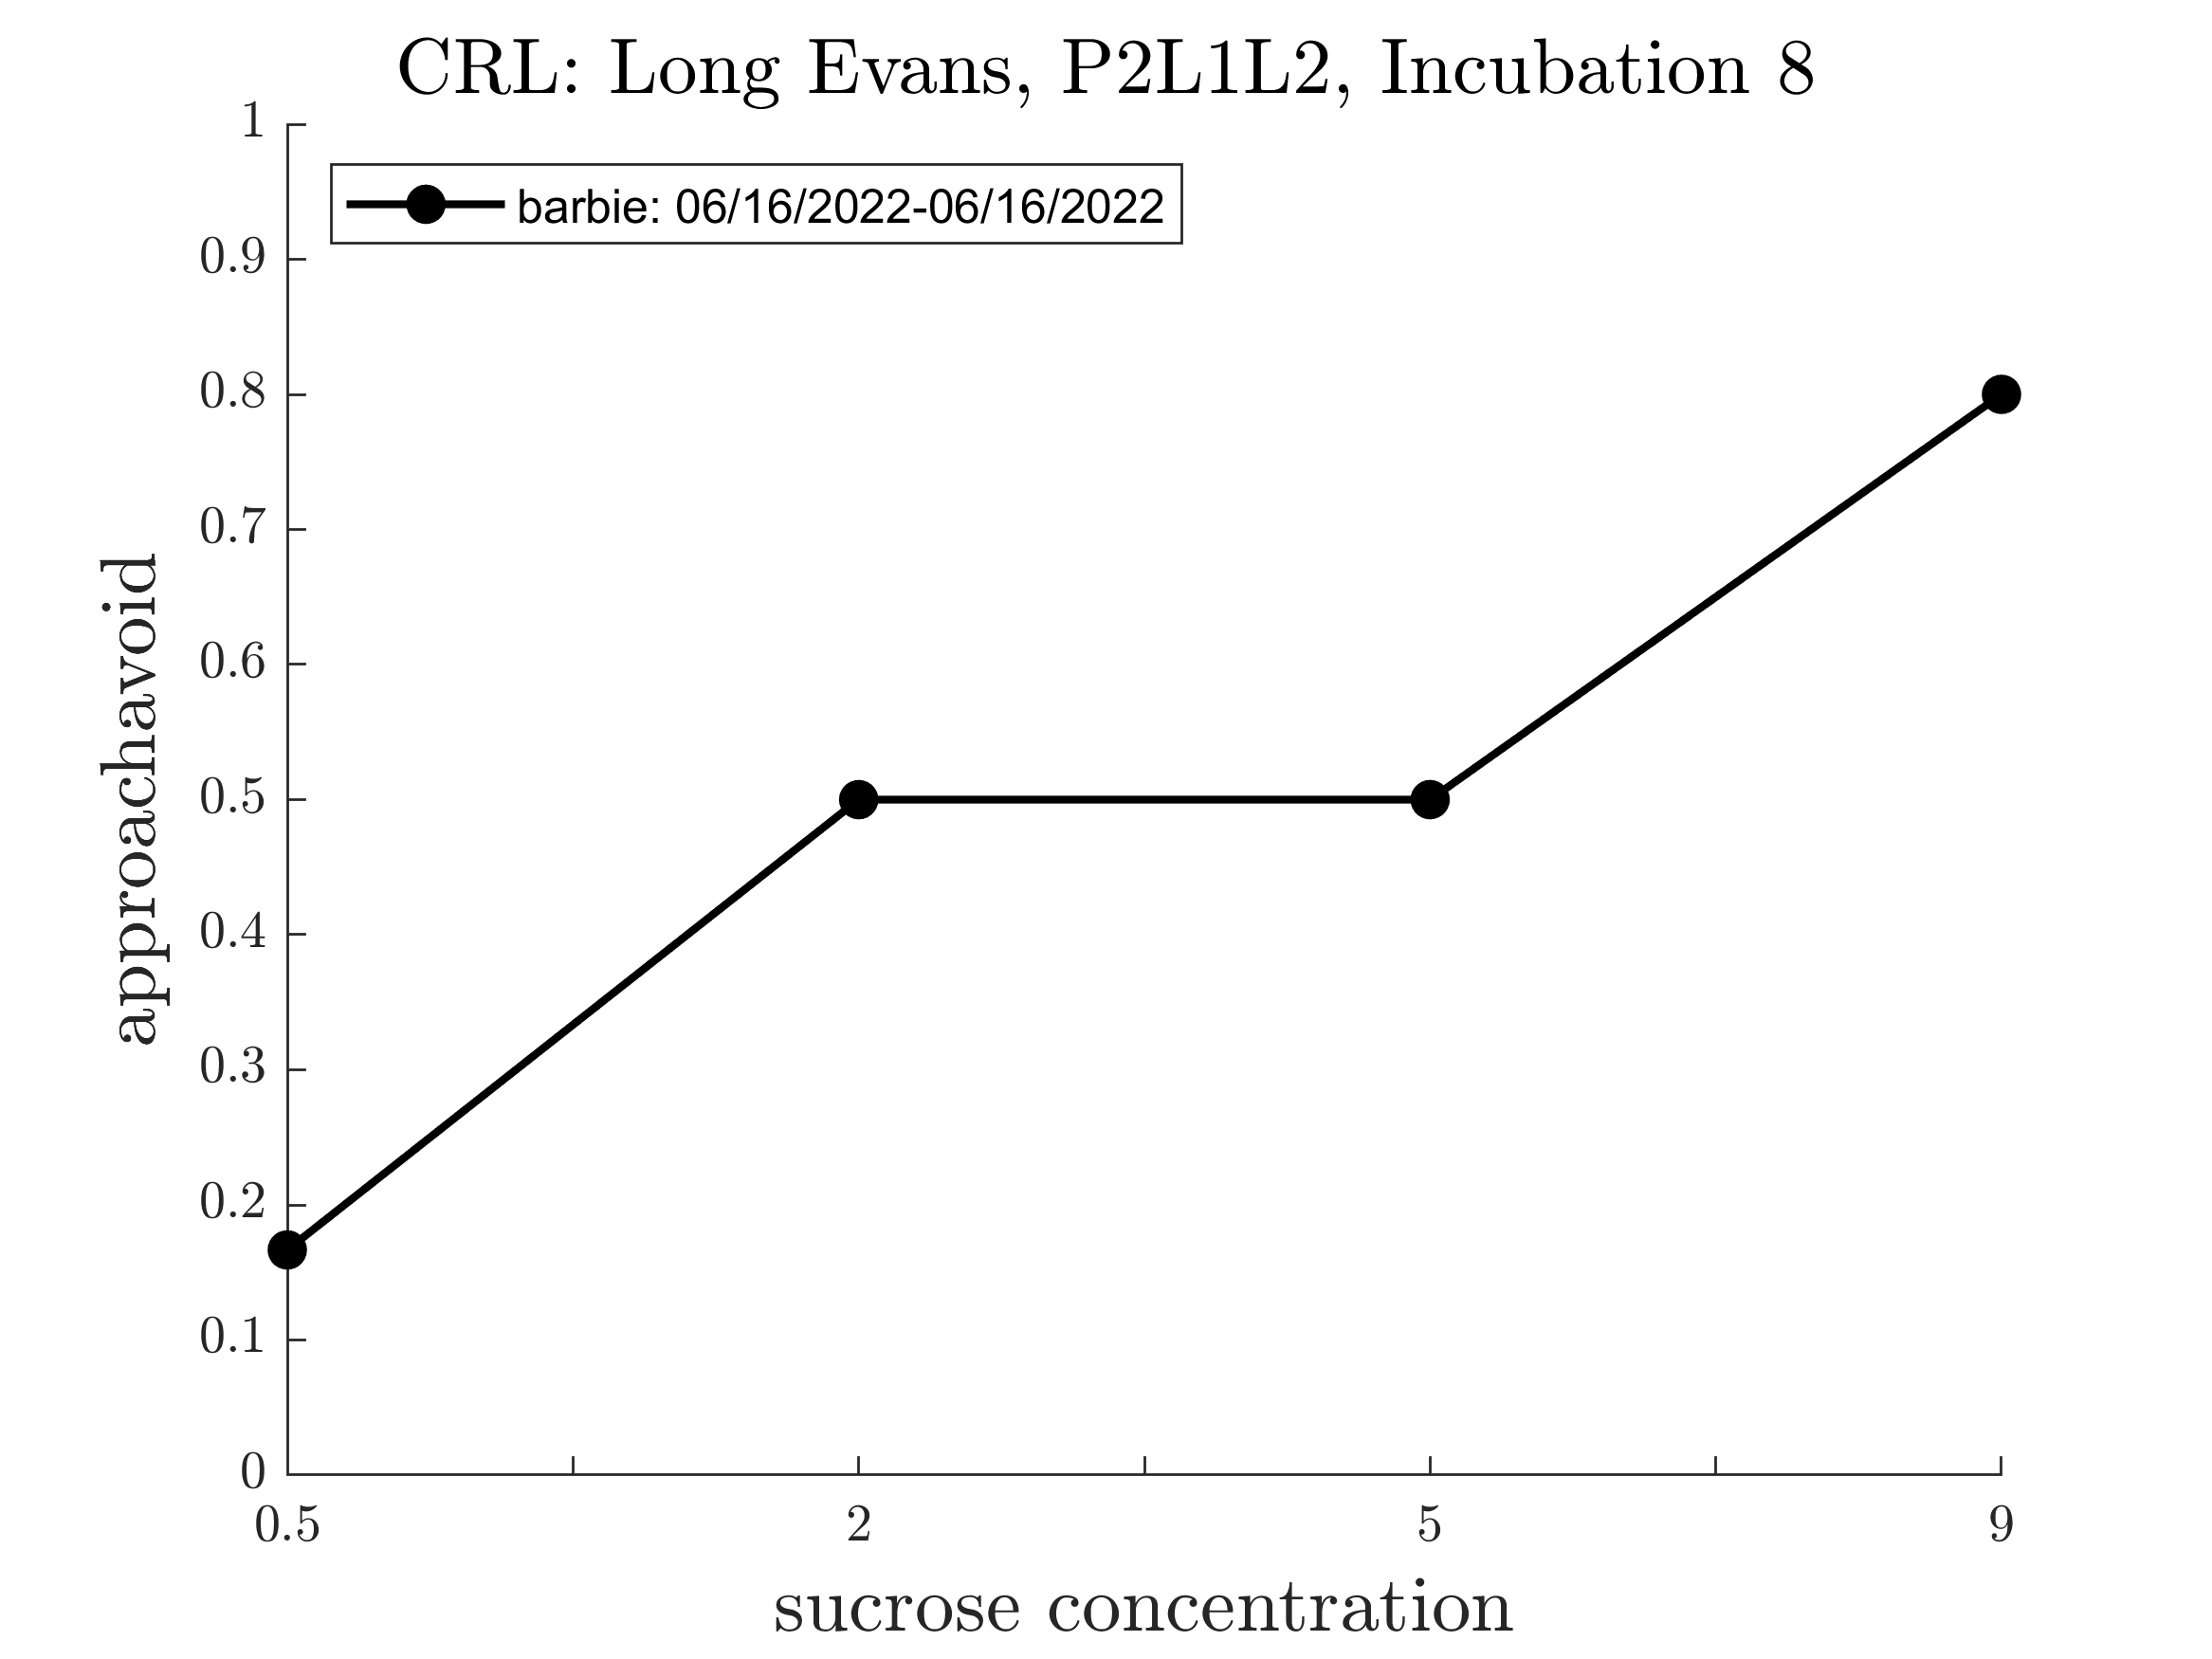 CRL: Long Evans, P2L1L2, Incubation 8
1
barbie: 06/16/2022-06/16/2022
0.9
0.8
0.7
0.6
0.5
0.4
0.3
0.2
0.1
0
approachavoid
0.5 2 5 9
sucrose concentration